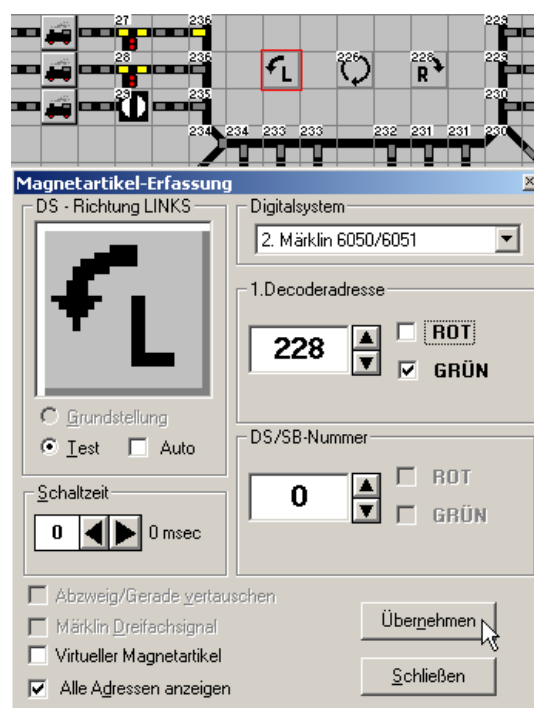 27 236 229
28 236 226 228 229
L R
29 235 230
234 234 233 233 232 231 231 230
Magnetartikel-Erfassung
DS - Richtung LINKS
L
Grundstellung
Test Auto
Schaltzeit
0 0 msec
Digitalsystem
2. Märklin 6050/6051
1.Decoderadresse
228 ROT
GRÜN
DS/SB-Nummer
0 ROT
GRÜN
Abzweig/Gerade vertauschen
Märklin Dreifachsignal
Virtueller Magnetartikel
Alle Adressen anzeigen
Übernehmen
Schließen